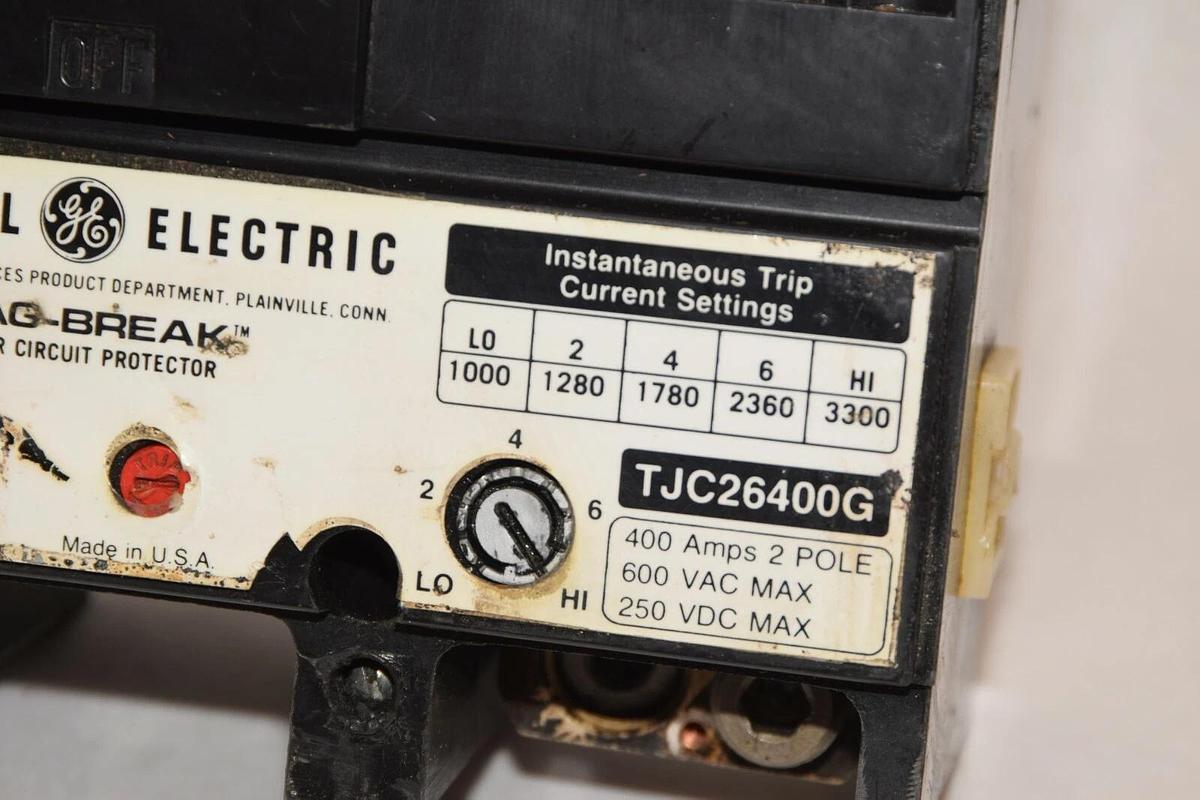 OFF
L GE ELECTRIC
CES PRODUCT DEPARTMENT, PLAINVILLE, CONN.
AG-BREAK™
R CIRCUIT PROTECTOR
Instantaneous Trip
Current Settings
LO 2 4 6 HI
1000 1280 1780 2360 3300
4
2
6
LO
HI
TJC26400G
400 Amps 2 POLE
600 VAC MAX
250 VDC MAX
Made in U.S.A.